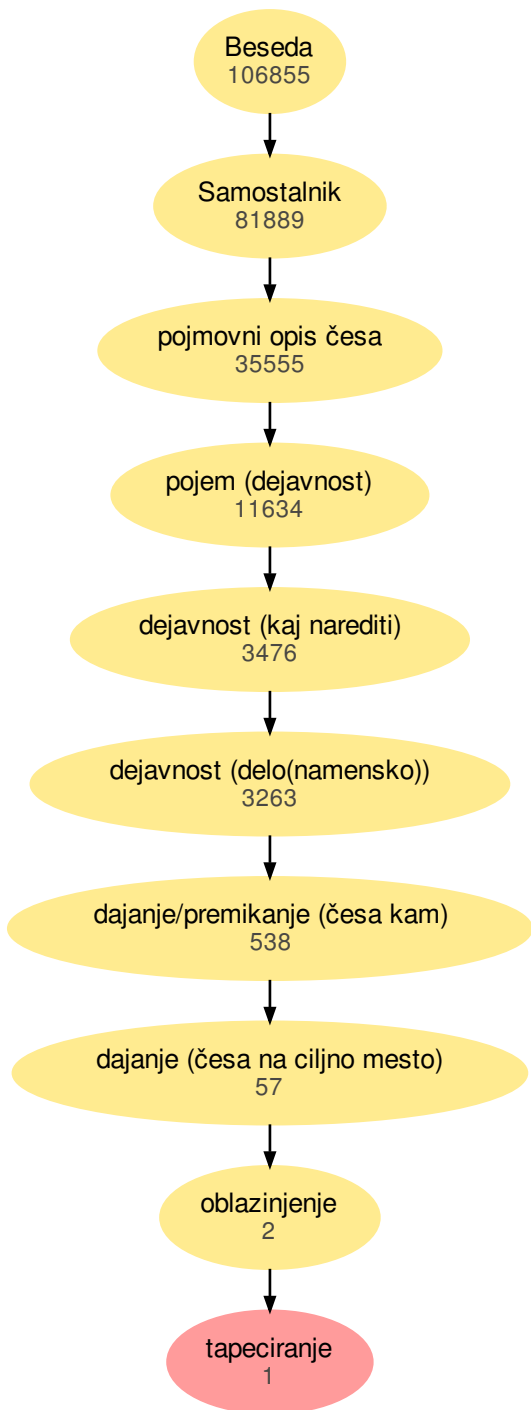 Beseda
106855
Samostalnik
81889
pojmovni opis česa
35555
pojem (dejavnost)
11634
dejavnost (kaj narediti)
3476
dejavnost (delo(namensko))
3263
dajanje/premikanje (česa kam)
538
dajanje (česa na ciljno mesto)
57
oblazinjenje
2
tapeciranje
1